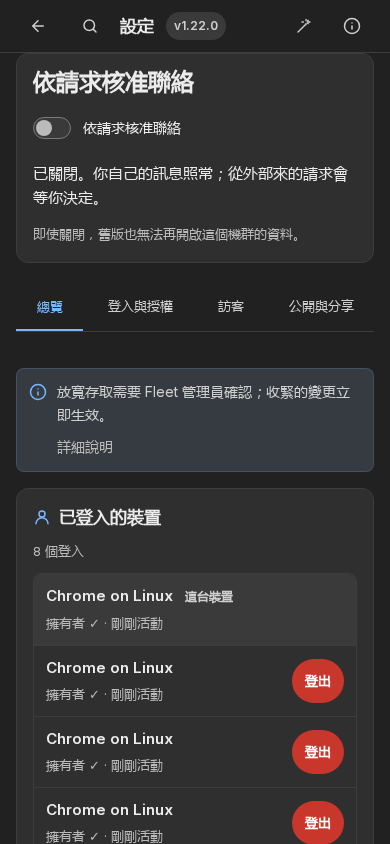 設定 v1.22.0
依請求核准聯絡
依請求核准聯絡
已關閉。你自己的訊息照常；從外部來的請求會
等你決定。
即使關閉，舊版也無法再開啟這個機群的資料。
總覽 登入與授權 訪客 公開與分享
放寬存取需要 Fleet 管理員確認；收緊的變更立
即生效。
詳細說明
已登入的裝置
8 個登入
Chrome on Linux 這台裝置
擁有者 ✓ · 剛剛活動
Chrome on Linux
登出
擁有者 ✓ · 剛剛活動
Chrome on Linux
登出
擁有者 ✓ · 剛剛活動
Chrome on Linux
登出
擁有者 ✓ · 剛剛活動